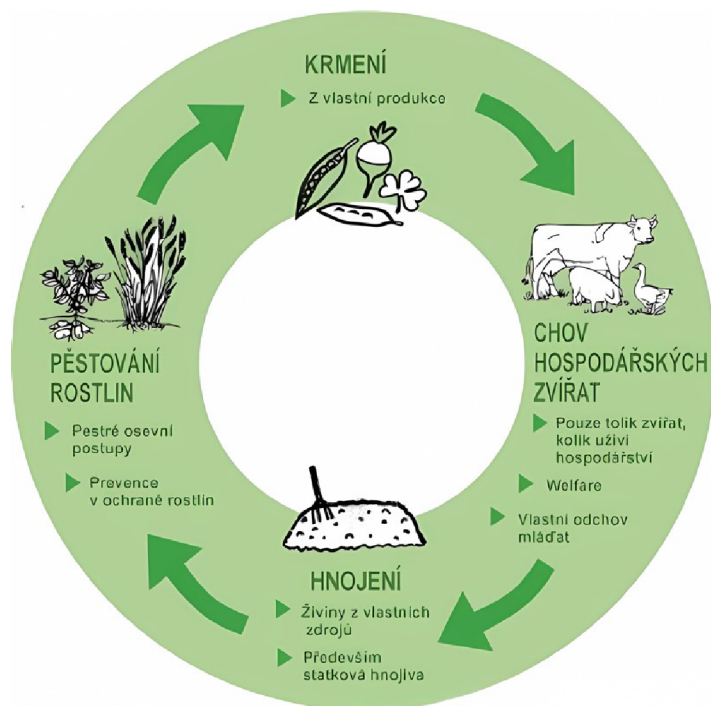 KRMENÍ
Z vlastní produkce
CHOV
HOSPODÁŘSKÝCH
ZVÍŘAT
Pouze tolik zvířat,
kolik uživí
hospodářství
Welfare
Vlastní odchov
mláďat
HNOJENÍ
Živiny z vlastních
zdrojů
Především
statková hnojiva
PĚSTOVÁNÍ
ROSTLIN
Pestré osevní
postupy
Prevence
v ochraně rostlin